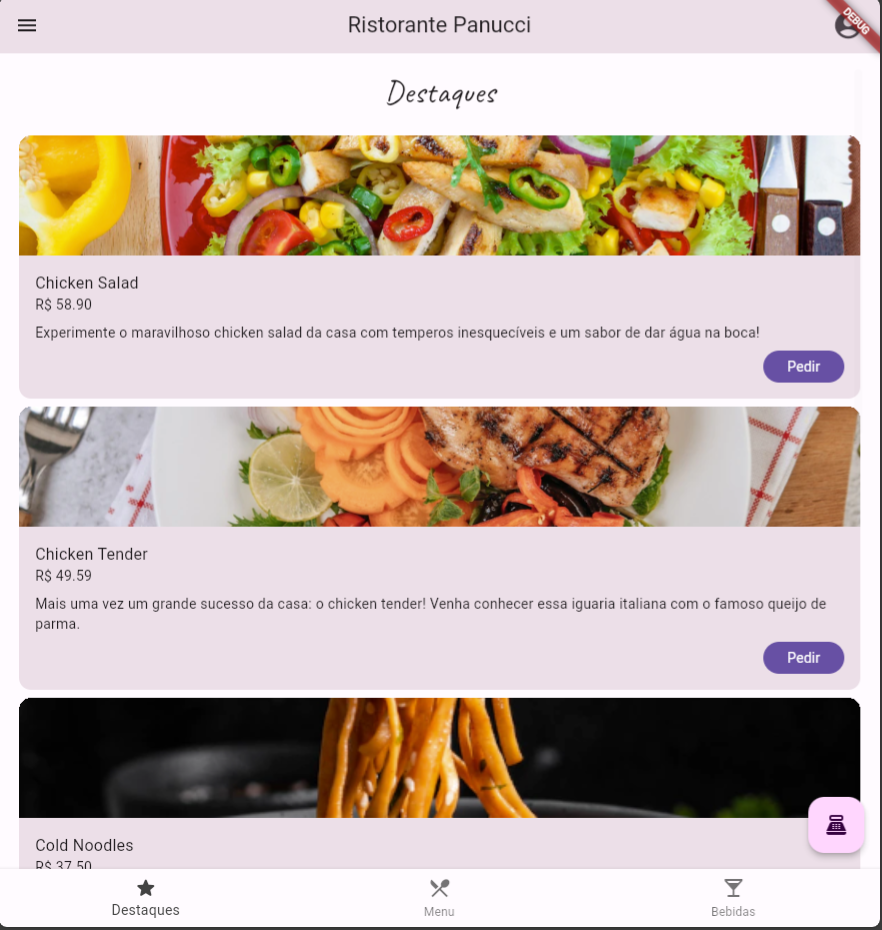 Ristorante Panucci
DEBUG
Destaques
Chicken Salad
R$ 58.90
Experimente o maravilhoso chicken salad da casa com temperos inesquecíveis e um sabor de dar água na boca!
Pedir
Chicken Tender
R$ 49.59
Mais uma vez um grande sucesso da casa: o chicken tender! Venha conhecer essa iguaria italiana com o famoso queijo de
parma.
Pedir
Cold Noodles
R$ 37.50
Destaques
Menu
Bebidas